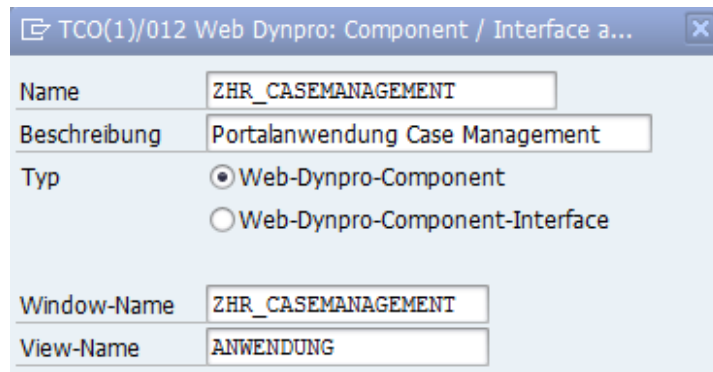 TCO(1)/012 Web Dynpro: Component / Interface a...
Name ZHR_CASEMANAGEMENT
Beschreibung Portalanwendung Case Management
Typ Web-Dynpro-Component
Web-Dynpro-Component-Interface
Window-Name ZHR_CASEMANAGEMENT
View-Name ANWENDUNG